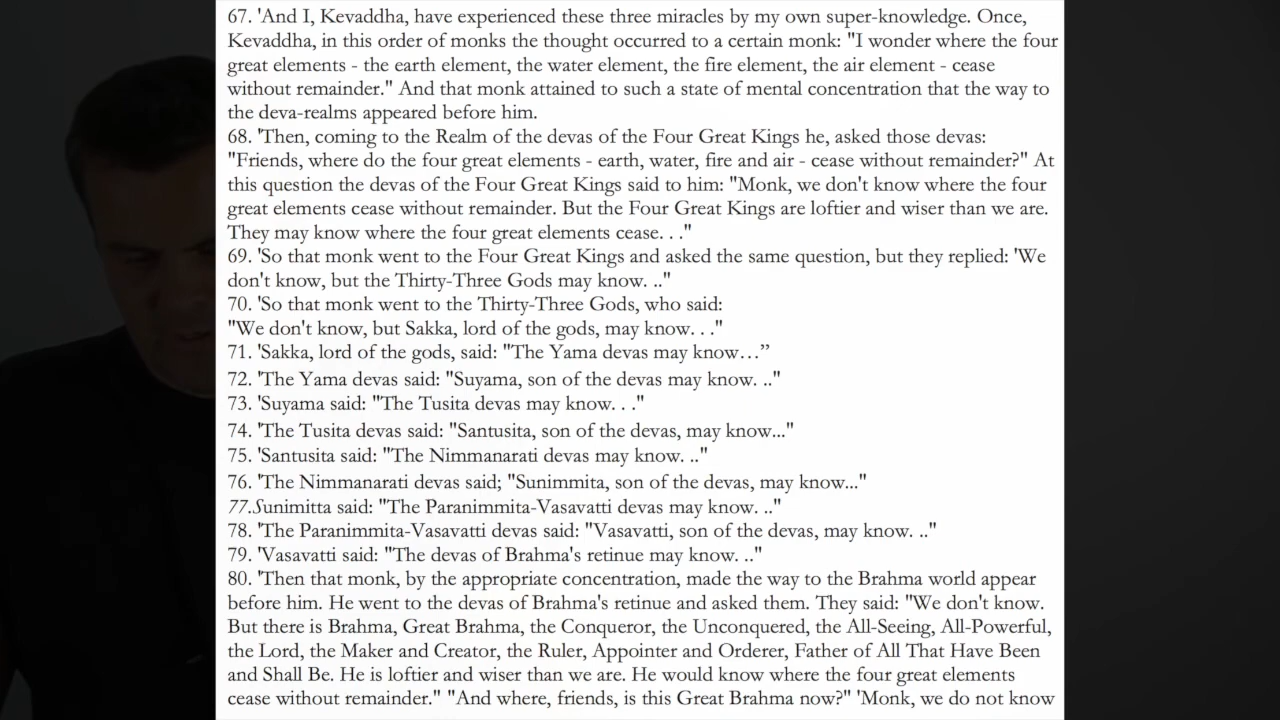 67. 'And I, Kevaddha, have experienced these three miracles by my own super-knowledge. Once,
Kevaddha, in this order of monks the thought occurred to a certain monk: "I wonder where the four
great elements - the earth element, the water element, the fire element, the air element - cease
without remainder." And that monk attained to such a state of mental concentration that the way to
the deva-realms appeared before him.
68. 'Then, coming to the Realm of the devas of the Four Great Kings he, asked those devas:
"Friends, where do the four great elements - earth, water, fire and air - cease without remainder?" At
this question the devas of the Four Great Kings said to him: "Monk, we don't know where the four
great elements cease without remainder. But the Four Great Kings are loftier and wiser than we are.
They may know where the four great elements cease. . ."
69. 'So that monk went to the Four Great Kings and asked the same question, but they replied: 'We
don't know, but the Thirty-Three Gods may know. .."
70. 'So that monk went to the Thirty-Three Gods, who said:
"We don't know, but Sakka, lord of the gods, may know. . ."
71. 'Sakka, lord of the gods, said: "The Yama devas may know…”
72. 'The Yama devas said: "Suyama, son of the devas may know. .."
73. 'Suyama said: "The Tusita devas may know. . ."
74. 'The Tusita devas said: "Santusita, son of the devas, may know..."
75. 'Santusita said: "The Nimmanarati devas may know. .."
76. 'The Nimmanarati devas said; "Sunimmita, son of the devas, may know..."
77.Sunimitta said: "The Paranimmita-Vasavatti devas may know. .."
78. 'The Paranimmita-Vasavatti devas said: "Vasavatti, son of the devas, may know. .."
79. 'Vasavatti said: "The devas of Brahma's retinue may know. .."
80. 'Then that monk, by the appropriate concentration, made the way to the Brahma world appear
before him. He went to the devas of Brahma's retinue and asked them. They said: "We don't know.
But there is Brahma, Great Brahma, the Conqueror, the Unconquered, the All-Seeing, All-Powerful,
the Lord, the Maker and Creator, the Ruler, Appointer and Orderer, Father of All That Have Been
and Shall Be. He is loftier and wiser than we are. He would know where the four great elements
cease without remainder." "And where, friends, is this Great Brahma now?" 'Monk, we do not know